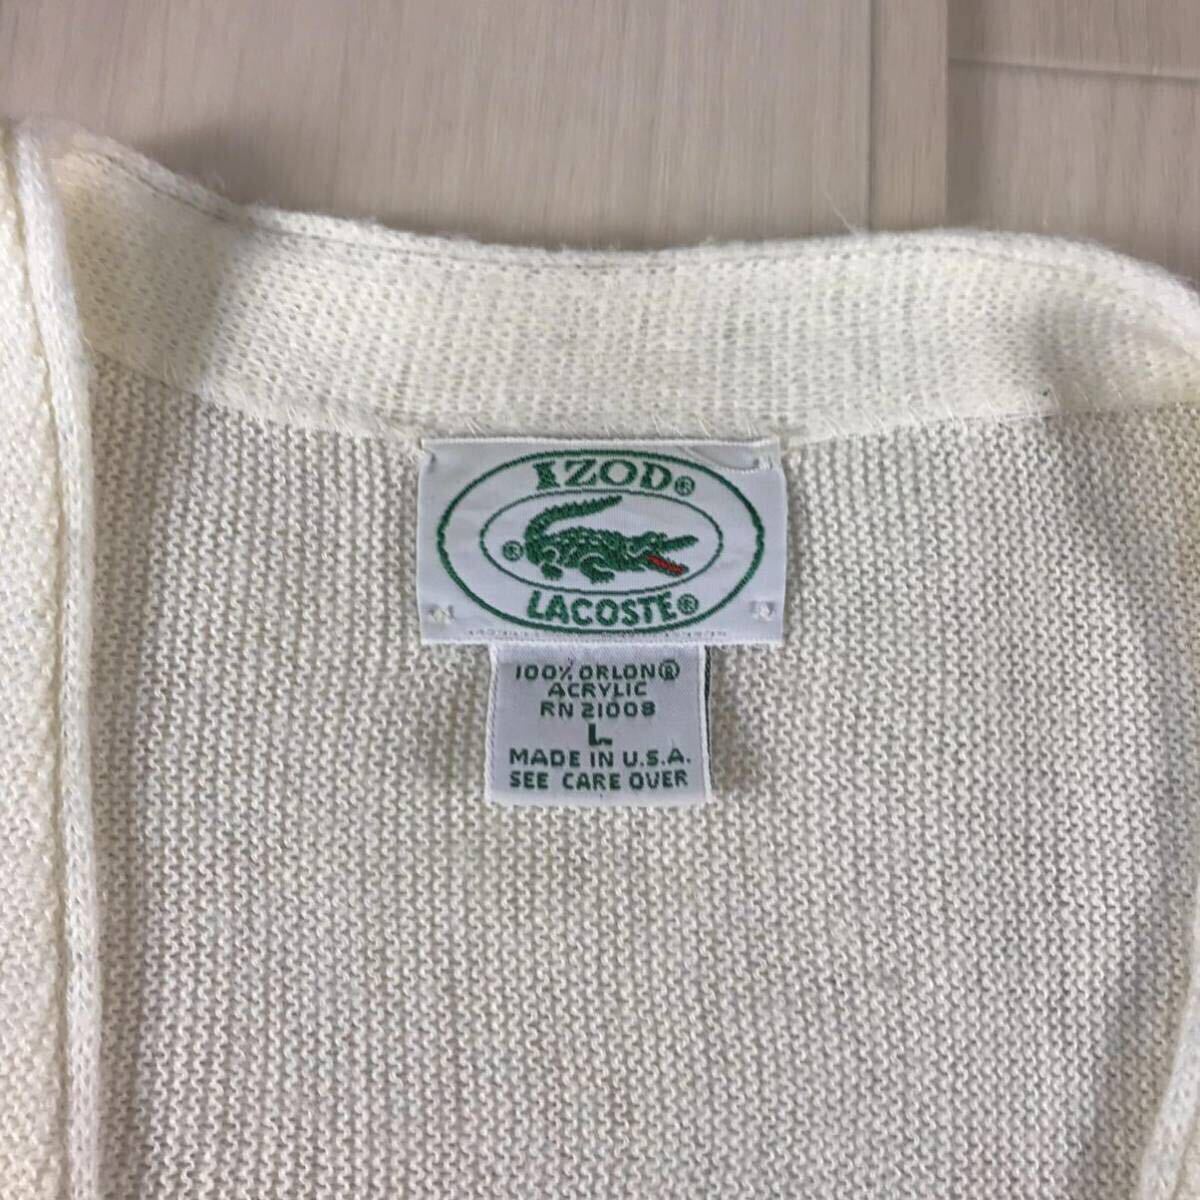 IZOD®
®
LACOSTE®
100% ORLON®
ACRYLIC
RN 21008
L
MADE IN U.S.A.
SEE CARE OVER